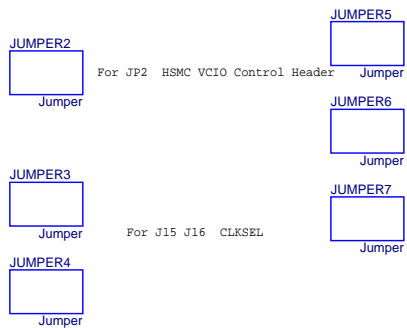 JUMPER5
JUMPER2
For JP2  HSMC VCIO Control Header
Jumper
Jumper
JUMPER6
Jumper
JUMPER3
JUMPER7
For J15 J16  CLKSEL
Jumper
Jumper
JUMPER4
Jumper